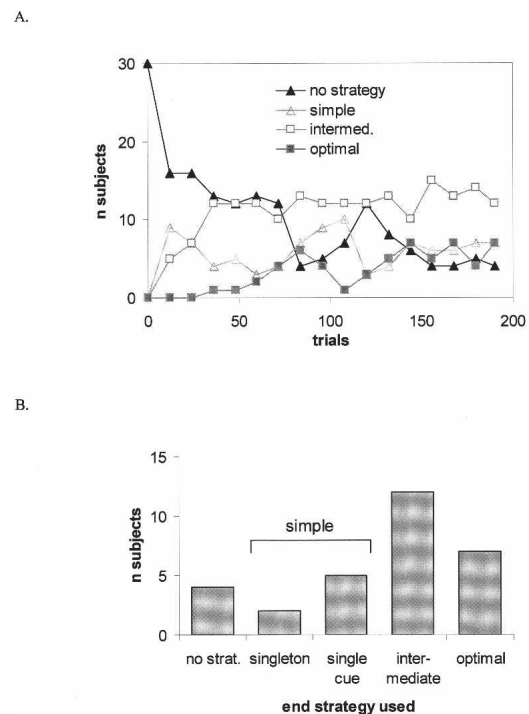 A.
30
20
10
0
n subjects
no strategy
simple
intermed.
optimal
0
50
100
150
200
trials
B.
15
10
5
0
n subjects
simple
no strat.
singleton
single
cue
inter-
mediate
optimal
end strategy used